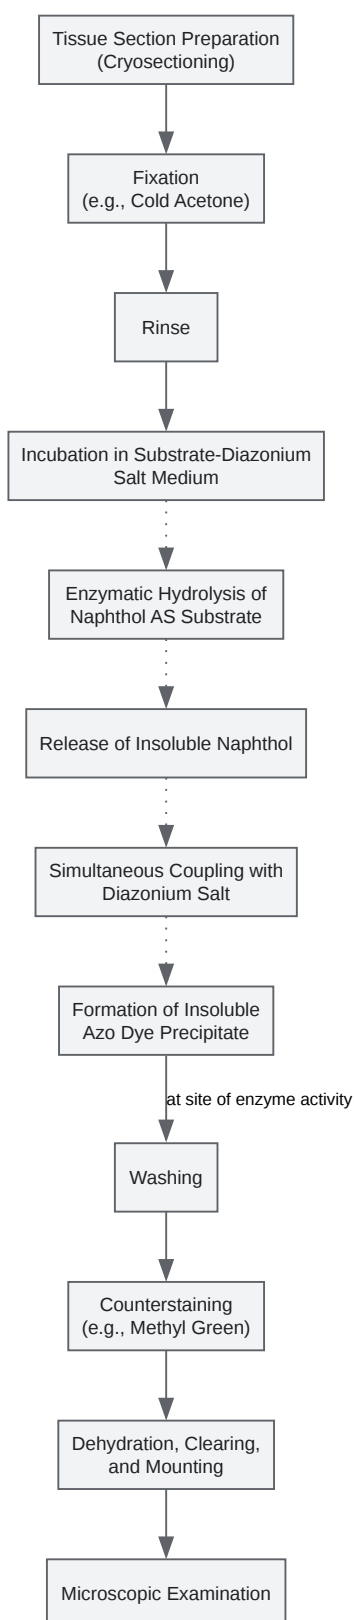 Tissue Section Preparation
(Cryosectioning)
Fixation
(e.g., Cold Acetone)
Rinse
Incubation in Substrate-Diazonium
Salt Medium
Enzymatic Hydrolysis of
Naphthol AS Substrate
Release of Insoluble Naphthol
Simultaneous Coupling with
Diazonium Salt
Formation of Insoluble
Azo Dye Precipitate
at site of enzyme activity
Washing
Counterstaining
(e.g., Methyl Green)
Dehydration, Clearing,
and Mounting
Microscopic Examination